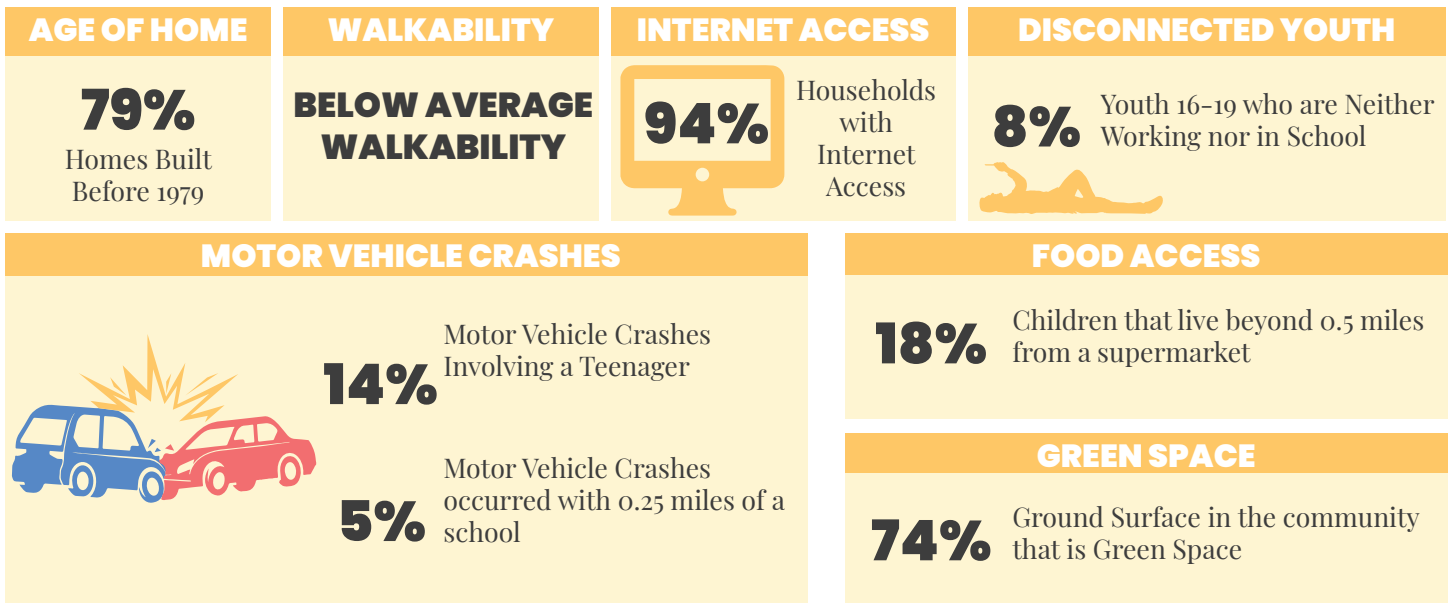 AGE OF HOME
79%
Homes Built
Before 1979
WALKABILITY
BELOW AVERAGE
WALKABILITY
INTERNET ACCESS
94%
Households
with
Internet
Access
DISCONNECTED YOUTH
8%
Youth 16-19 who are Neither
Working nor in School
MOTOR VEHICLE CRASHES
14%
Motor Vehicle Crashes
Involving a Teenager
5%
Motor Vehicle Crashes
occurred with 0.25 miles of a
school
FOOD ACCESS
18%
Children that live beyond 0.5 miles
from a supermarket
GREEN SPACE
74%
Ground Surface in the community
that is Green Space